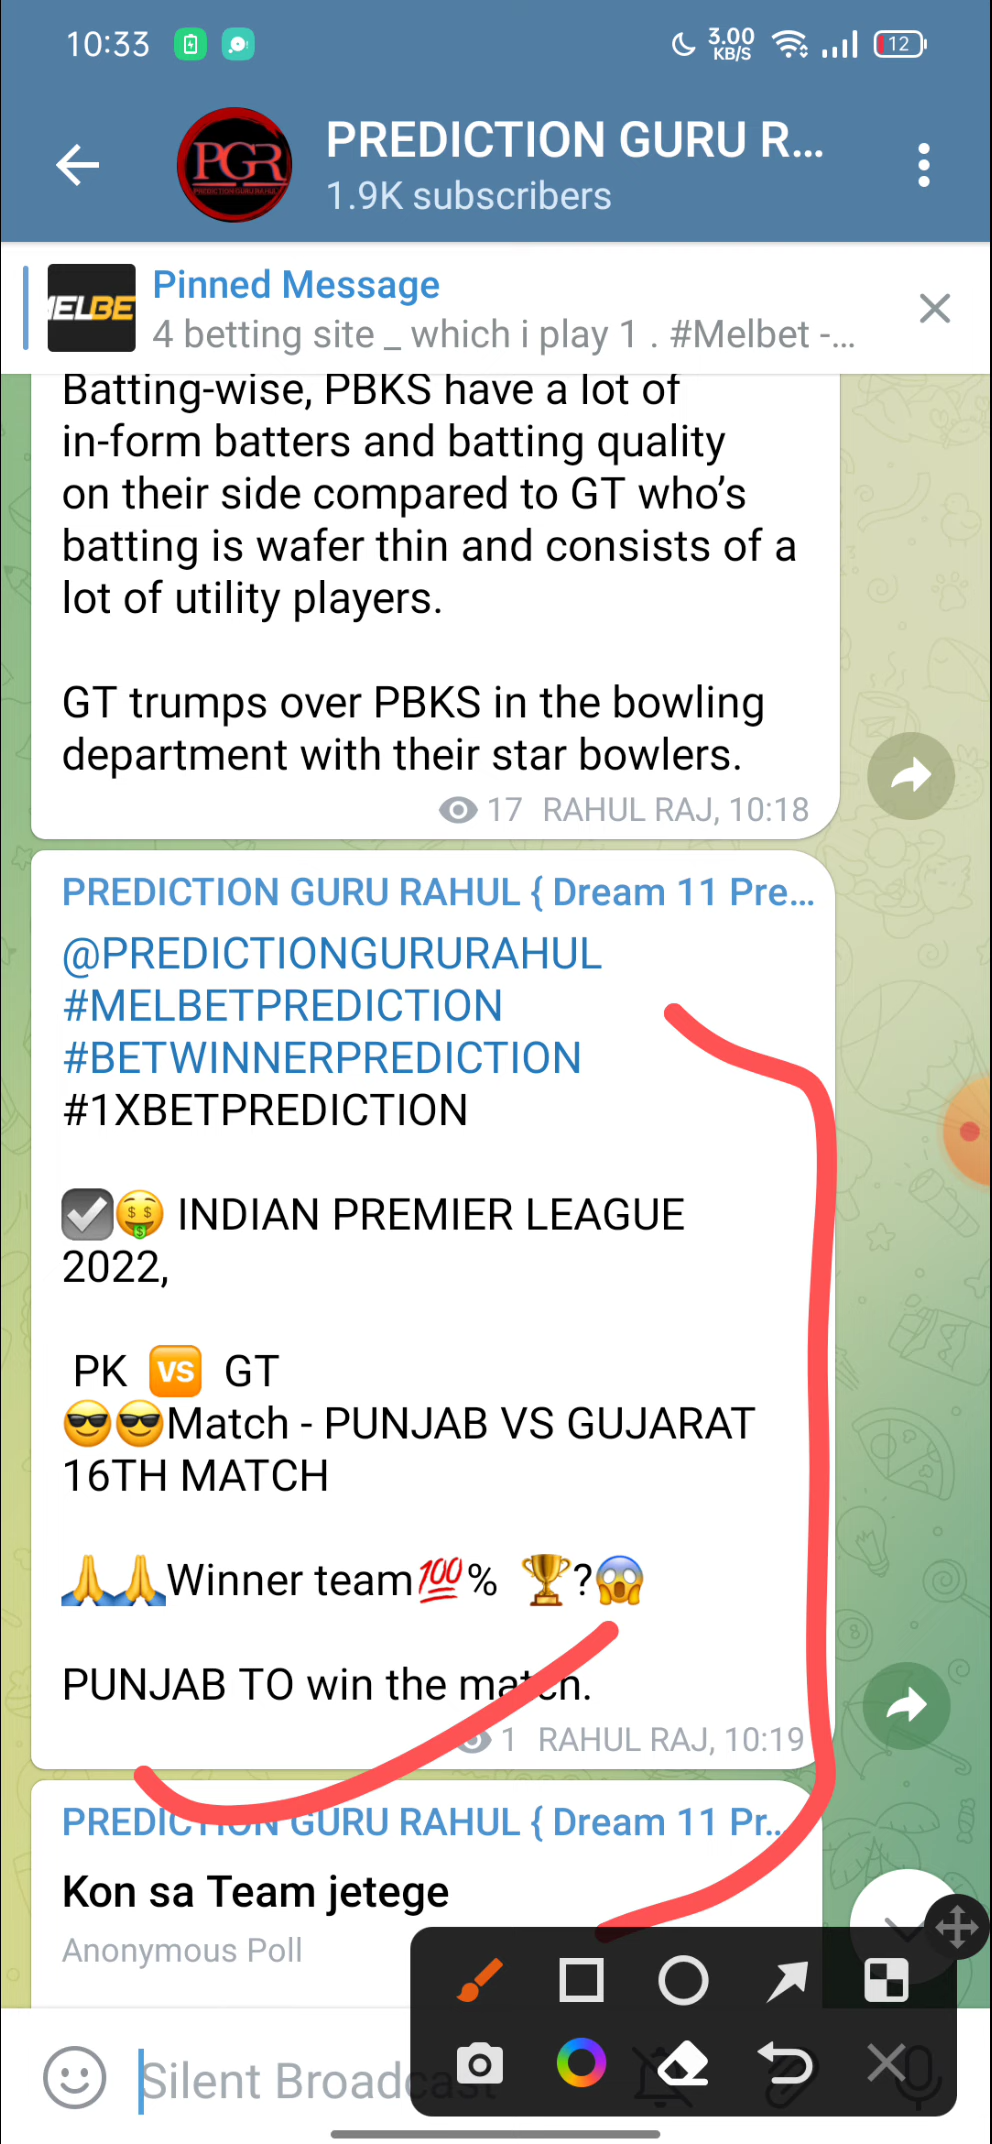 10:33
3.00
KB/S
12
PGR
PREDICTION GURU RAHUL
PREDICTION GURU R...
1.9K subscribers
MELBE
Pinned Message
4 betting site _ which i play 1 . #Melbet -...
Batting-wise, PBKS have a lot of
in-form batters and batting quality
on their side compared to GT who’s
batting is wafer thin and consists of a
lot of utility players.
GT trumps over PBKS in the bowling
department with their star bowlers.
17 RAHUL RAJ, 10:18
PREDICTION GURU RAHUL { Dream 11 Pre...
@PREDICTIONGURURAHUL
#MELBETPREDICTION
#BETWINNERPREDICTION
#1XBETPREDICTION
☑️🤑 INDIAN PREMIER LEAGUE
2022,
PK 🆚 GT
😎😎Match - PUNJAB VS GUJARAT
16TH MATCH
🙏🙏Winner team💯% 🏆?😱
PUNJAB TO win the match.
1 RAHUL RAJ, 10:19
PREDICTION GURU RAHUL { Dream 11 Pr...
Kon sa Team jetege
Anonymous Poll
Silent Broadcast